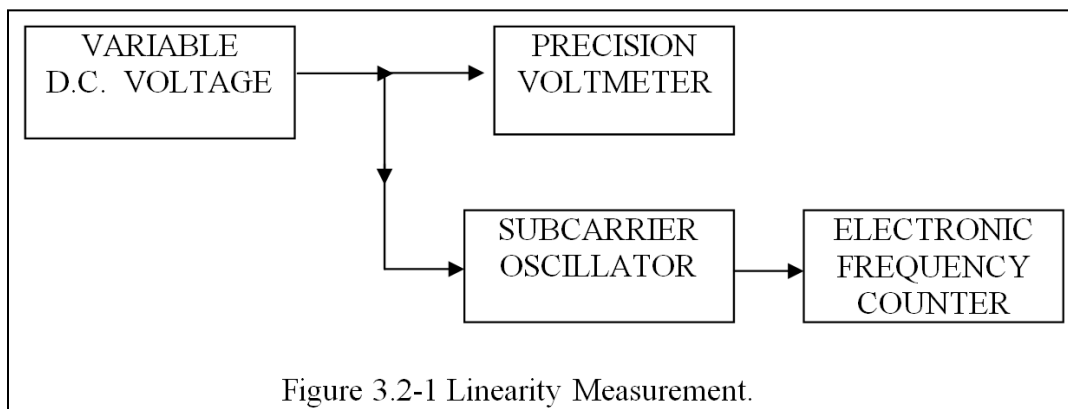 VARIABLE
D.C. VOLTAGE
PRECISION
VOLTMETER
SUBCARRIER
OSCILLATOR
ELECTRONIC
FREQUENCY
COUNTER
Figure 3.2-1 Linearity Measurement.